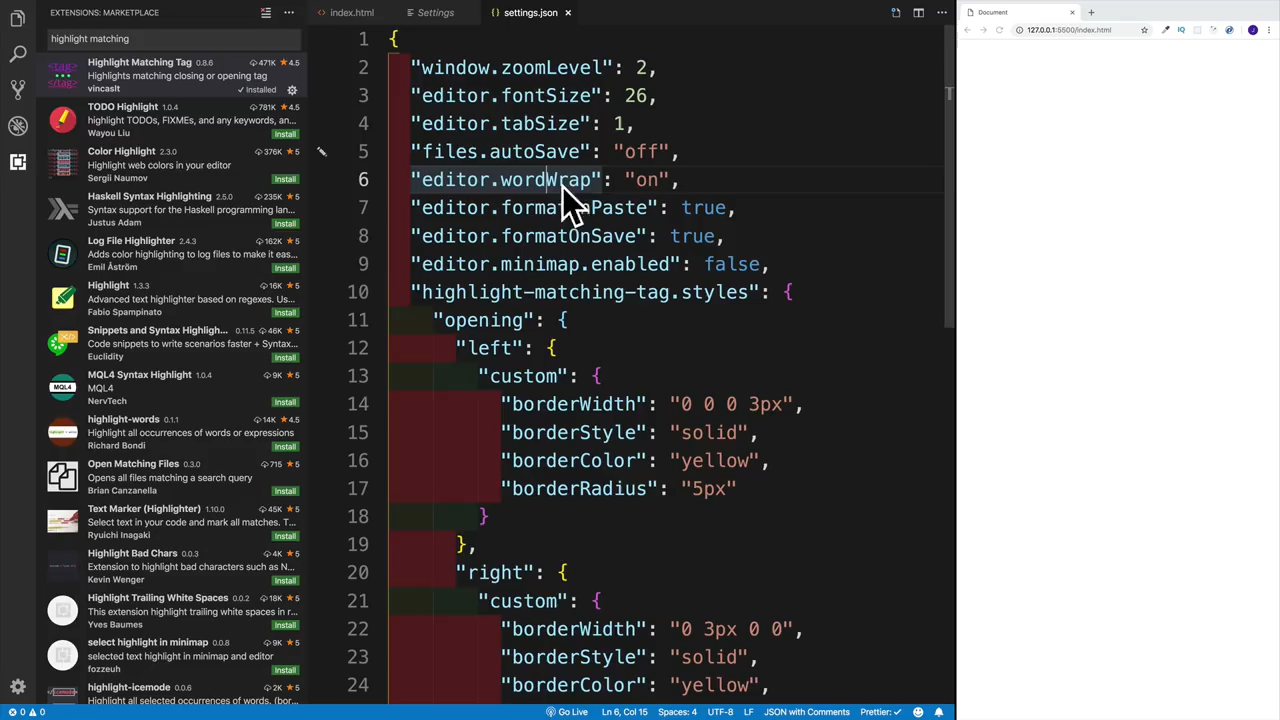 EXTENSIONS: MARKETPLACE
index.html
Settings
settings.json
Document
127.0.0.1:5500/index.html
highlight matching
Highlight Matching Tag 0.8.6 471K 4.5
Highlights matching closing or opening tag
vincaslt Installed
TODO Highlight 1.0.4 781K 4.5
highlight TODOs, FIXMEs, and any keywords, an...
Wayou Liu Install
Color Highlight 2.3.0 376K 5
Highlight web colors in your editor
Sergii Naumov Install
Haskell Syntax Highlighting 2.7.0 162K 5
Syntax support for the Haskell programming lan...
Justus Adam Install
Log File Highlighter 2.4.3 162K 5
Adds color highlighting to log files to make it eas...
Emil Åström Install
Highlight 1.3.3 16K 5
Advanced text highlighter based on regexes. Us...
Fabio Spampinato Install
Snippets and Syntax Highligh... 0.11.5 46K 5
Code snippets to write scenarios faster + Syntax...
Euclidity Install
MQL4 Syntax Highlight 1.0.4 9K 5
MQL4
NervTech Install
highlight-words 0.1.1 14K 4.5
Highlight all occurrences of words or expressions
Richard Bondi Install
Open Matching Files 0.3.0 715 5
Opens all files matching a search query
Brian Canzanella Install
Text Marker (Highlighter) 1.10.0 45K 5
Select text in your code and mark all matches. T...
Ryuichi Inagaki Install
Highlight Bad Chars 0.0.3 4K 5
Extension to highlight bad characters such as N...
Kevin Wenger Install
Highlight Trailing White Spaces 0.0.2 18K 5
This extension highlight trailing white spaces in r...
Yves Baumes Install
select highlight in minimap 0.0.8 9K 5
selected text highlight in minimap and editor
fozzeuh Install
highlight-icemode 0.0.6 2K 5
Highlight all selected occurrences of words. (bor...
Install
1 {
2 "window.zoomLevel": 2,
3 "editor.fontSize": 26,
4 "editor.tabSize": 1,
5 "files.autoSave": "off",
6 "editor.wordWrap": "on",
7 "editor.format Paste": true,
8 "editor.formatOnSave": true,
9 "editor.minimap.enabled": false,
10 "highlight-matching-tag.styles": {
11 "opening": {
12 "left": {
13 "custom": {
14 "borderWidth": "0 0 0 3px",
15 "borderStyle": "solid",
16 "borderColor": "yellow",
17 "borderRadius": "5px"
18 }
19 },
20 "right": {
21 "custom": {
22 "borderWidth": "0 3px 0 0",
23 "borderStyle": "solid",
24 "borderColor": "yellow",
0 0 Go Live Ln 6, Col 15 Spaces: 4 UTF-8 LF JSON with Comments Prettier: ✓